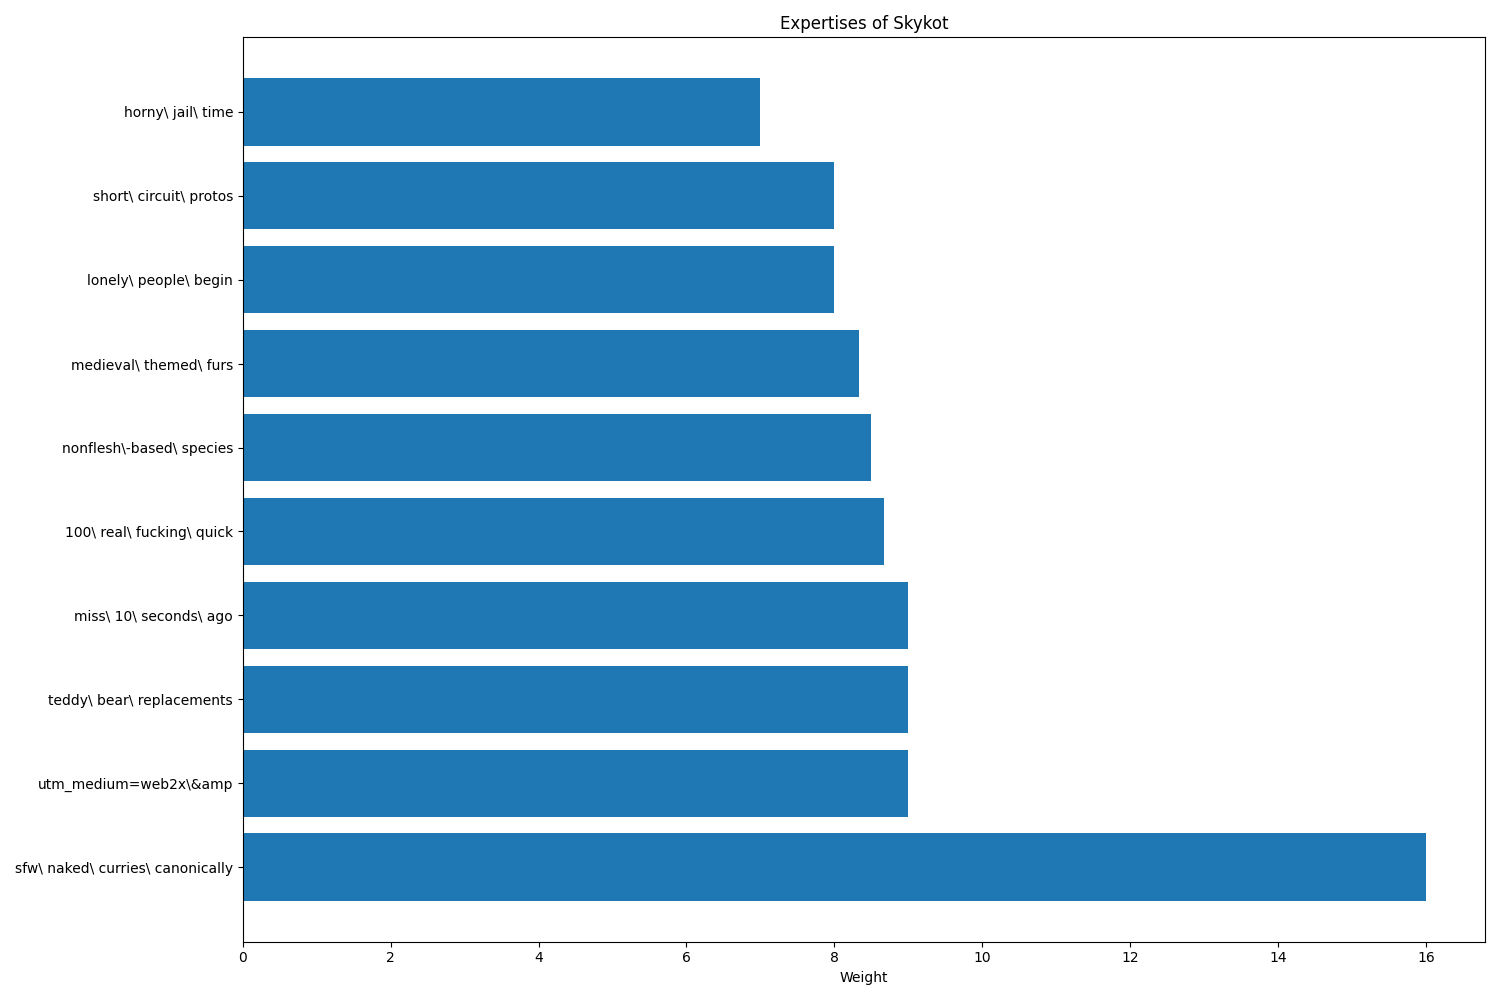 Expertises of Skykot
horny\ jail\ time
short\ circuit\ protos
lonely\ people\ begin
medieval\ themed\ furs
nonflesh\-based\ species
100\ real\ fucking\ quick
miss\ 10\ seconds\ ago
teddy\ bear\ replacements
utm_medium=web2x\&amp
sfw\ naked\ curries\ canonically
0 2 4 6 8 10 12 14 16
Weight